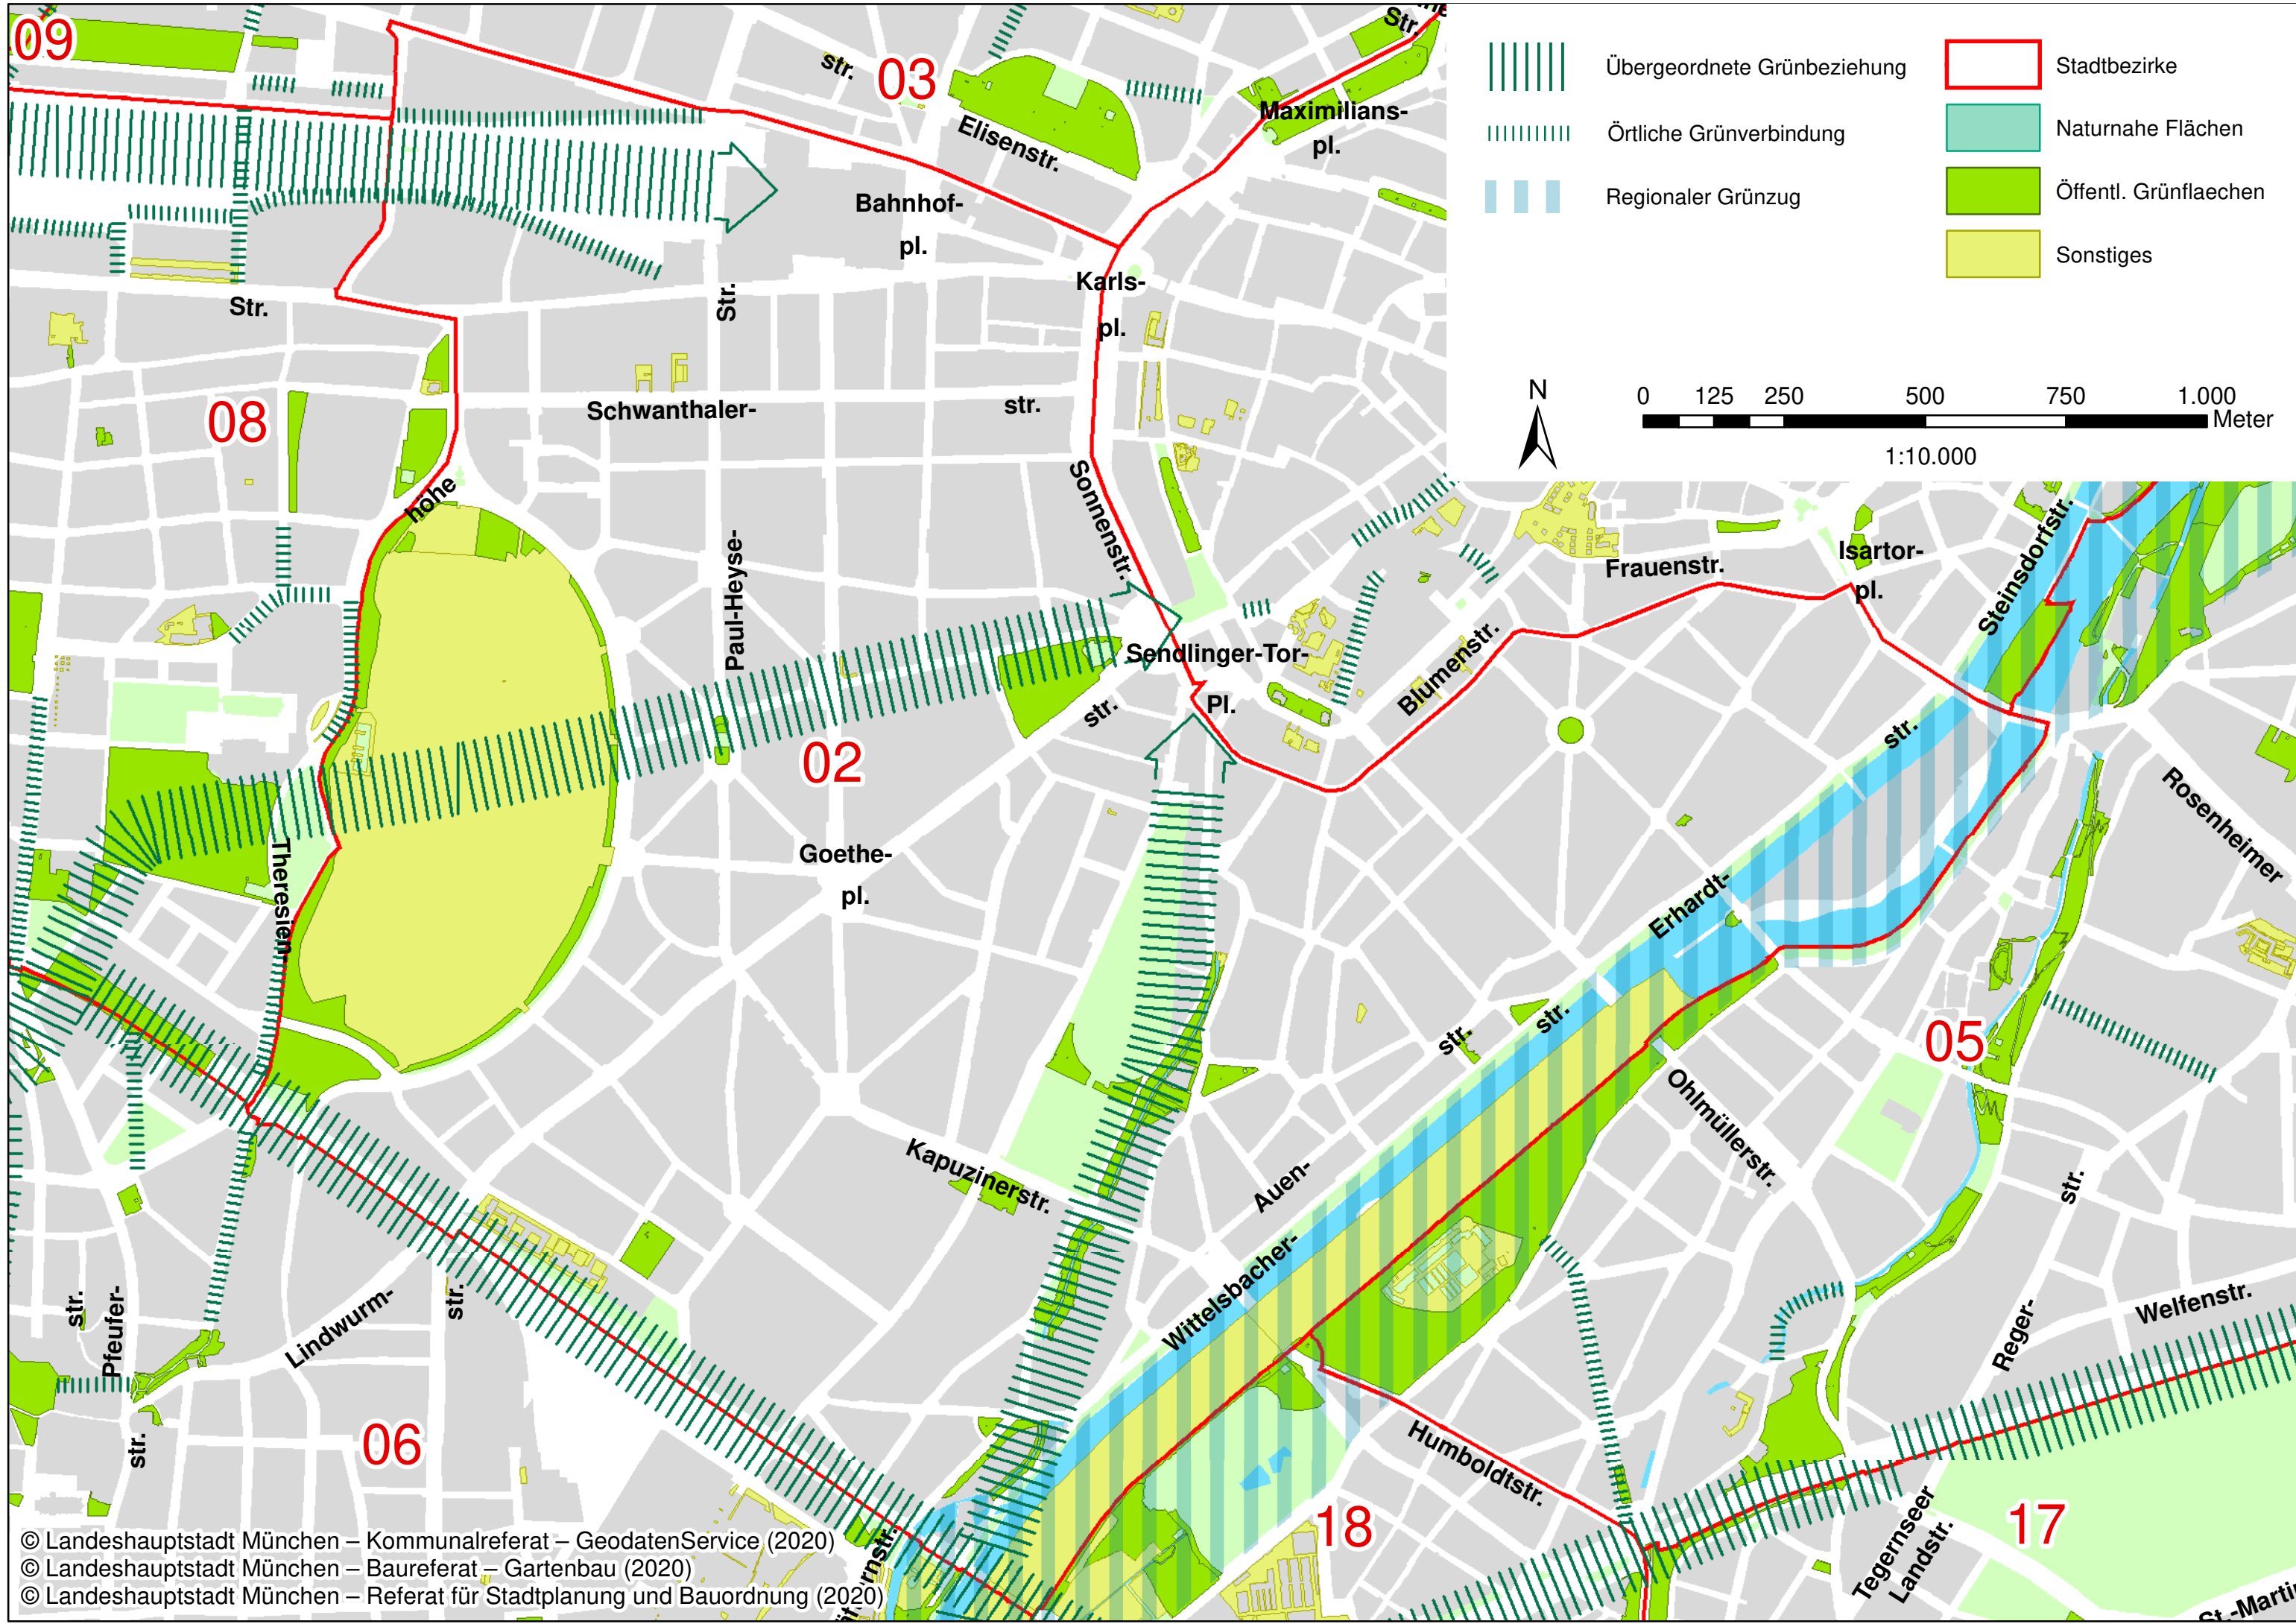 09
03
str.
Str.
Elisenstr.
Maximilians-
pl.
Bahnhof-
pl.
Karls-
pl.
Übergeordnete Grünbeziehung
Örtliche Grünverbindung
Regionaler Grünzug
Stadtbezirke
Naturnahe Flächen
Öffentl. Grünflaechen
Sonstiges
N
0 125 250 500 750 1.000
Meter
1:10.000
Str.
Str.
08
Schwanthaler-
str.
höhe
Sonnenstr.
Paul-Heyse-
Frauenstr.
Isartor-
pl.
Steinsdorfstr.
Sendlinger-Tor-
Pl.
str.
Blumenstr.
02
str.
Rosenheimer
Theresien
Goethe-
pl.
Erhardt-
str.
str.
05
Ohlmüllerstr.
Kapuzinerstr.
Auen-
str.
Wittelsbacher-
str.
Pfeufer-
str.
Lindwurm-
str.
Reger-
Welfenstr.
06
str.
Humboldtstr.
18
17
Tegernseer
Landstr.
© Landeshauptstadt München – Kommunalreferat – GeodatenService (2020)
© Landeshauptstadt München – Baureferat – Gartenbau (2020)
© Landeshauptstadt München – Referat für Stadtplanung und Bauordnung (2020)
St.-Martin